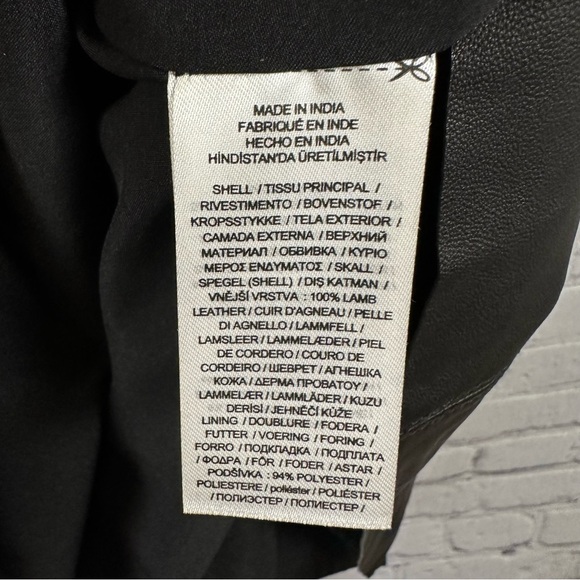 MADE IN INDIA
FABRIQUÉ EN INDE
HECHO EN INDIA
HİNDİSTAN'DA ÜRETİLMİŞTİR
SHELL / TISSU PRINCIPAL /
RIVESTIMENTO / BOVENSTOF /
KROPSSTYKKE / TELA EXTERIOR /
CAMADA EXTERNA / ВЕРХНИЙ
МАТЕРИАЛ / ОБВИВКА / ΚΥΡΙΟ
ΜΕΡΟΣ ΕΝΔΥΜΑΤΟΣ / SKALL /
SPEGEL (SHELL) / DIŞ KATMAN /
VNĚJŠÍ VRSTVA : 100% LAMB
LEATHER / CUIR D'AGNEAU / PELLE
DI AGNELLO / LAMMFELL /
LAMSLEER / LAMMELÆDER / PIEL
DE CORDERO / COURO DE
CORDEIRO / ШЕВРЕТ / АГНЕШКА
КОЖА / ΔΕΡΜΑ ΠΡΟΒΑΤΟΥ /
LAMMELÆR / LAMMLÄDER / KUZU
DERİSİ / JEHNĚČÍ KŮŽE
LINING / DOUBLURE / FODERA /
FUTTER / VOERING / FORING /
FORRO / ПОДКЛАДКА / ПОДПЛАТА
/ ΦΟΔΡΑ / FÔR / FODER / ASTAR /
PODŠÍVKA : 94% POLYESTER /
POLIESTERE / poliéster / POLIÉSTER
/ ПОЛИЭСТЕР / ПОЛИЕСТЕР /